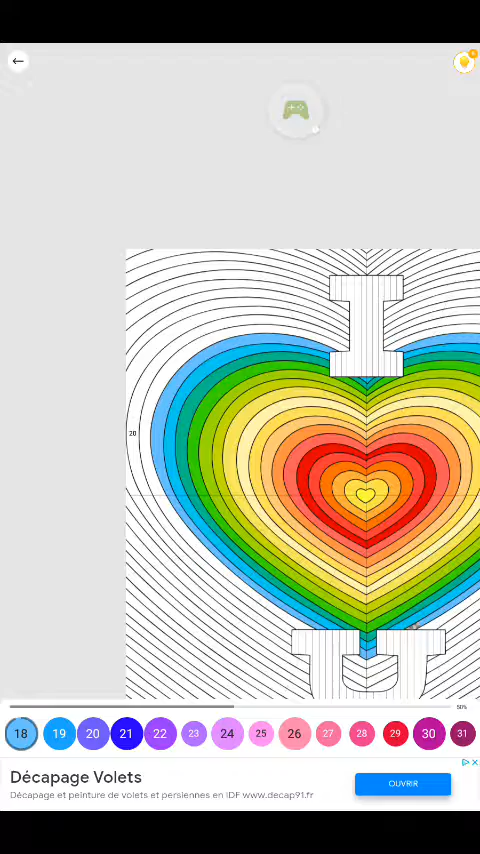 20
50%
18 19 20 21 22 23 24 25 26 27 28 29 30 31
Décapage Volets
Décapage et peinture de volets et persiennes en IDF www.decap91.fr
OUVRIR